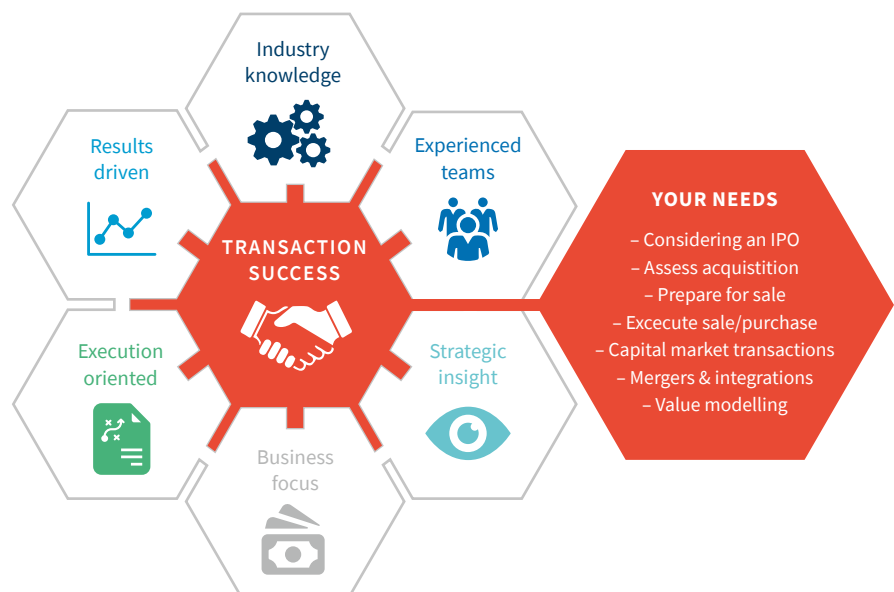 Industry
knowledge
Results
driven
Experienced
teams
TRANSACTION
SUCCESS
Execution
oriented
Strategic
insight
Business
focus
YOUR NEEDS
– Considering an IPO
– Assess acquistition
– Prepare for sale
– Excecute sale/purchase
– Capital market transactions
– Mergers & integrations
– Value modelling